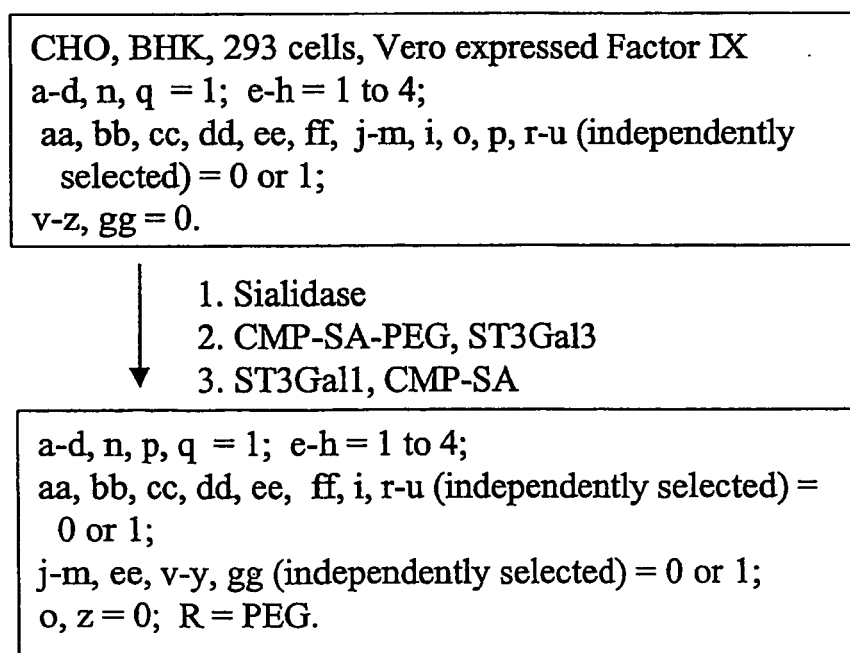 CHO, BHK, 293 cells, Vero expressed Factor IX
a-d, n, q = 1; e-h = 1 to 4;
aa, bb, cc, dd, ee, ff, j-m, i, o, p, r-u (independently
selected) = 0 or 1;
v-z, gg = 0.
1. Sialidase
2. CMP-SA-PEG, ST3Gal3
3. ST3Gal1, CMP-SA
a-d, n, p, q = 1; e-h = 1 to 4;
aa, bb, cc, dd, ee, ff, i, r-u (independently selected) =
0 or 1;
j-m, ee, v-y, gg (independently selected) = 0 or 1;
o, z = 0; R = PEG.